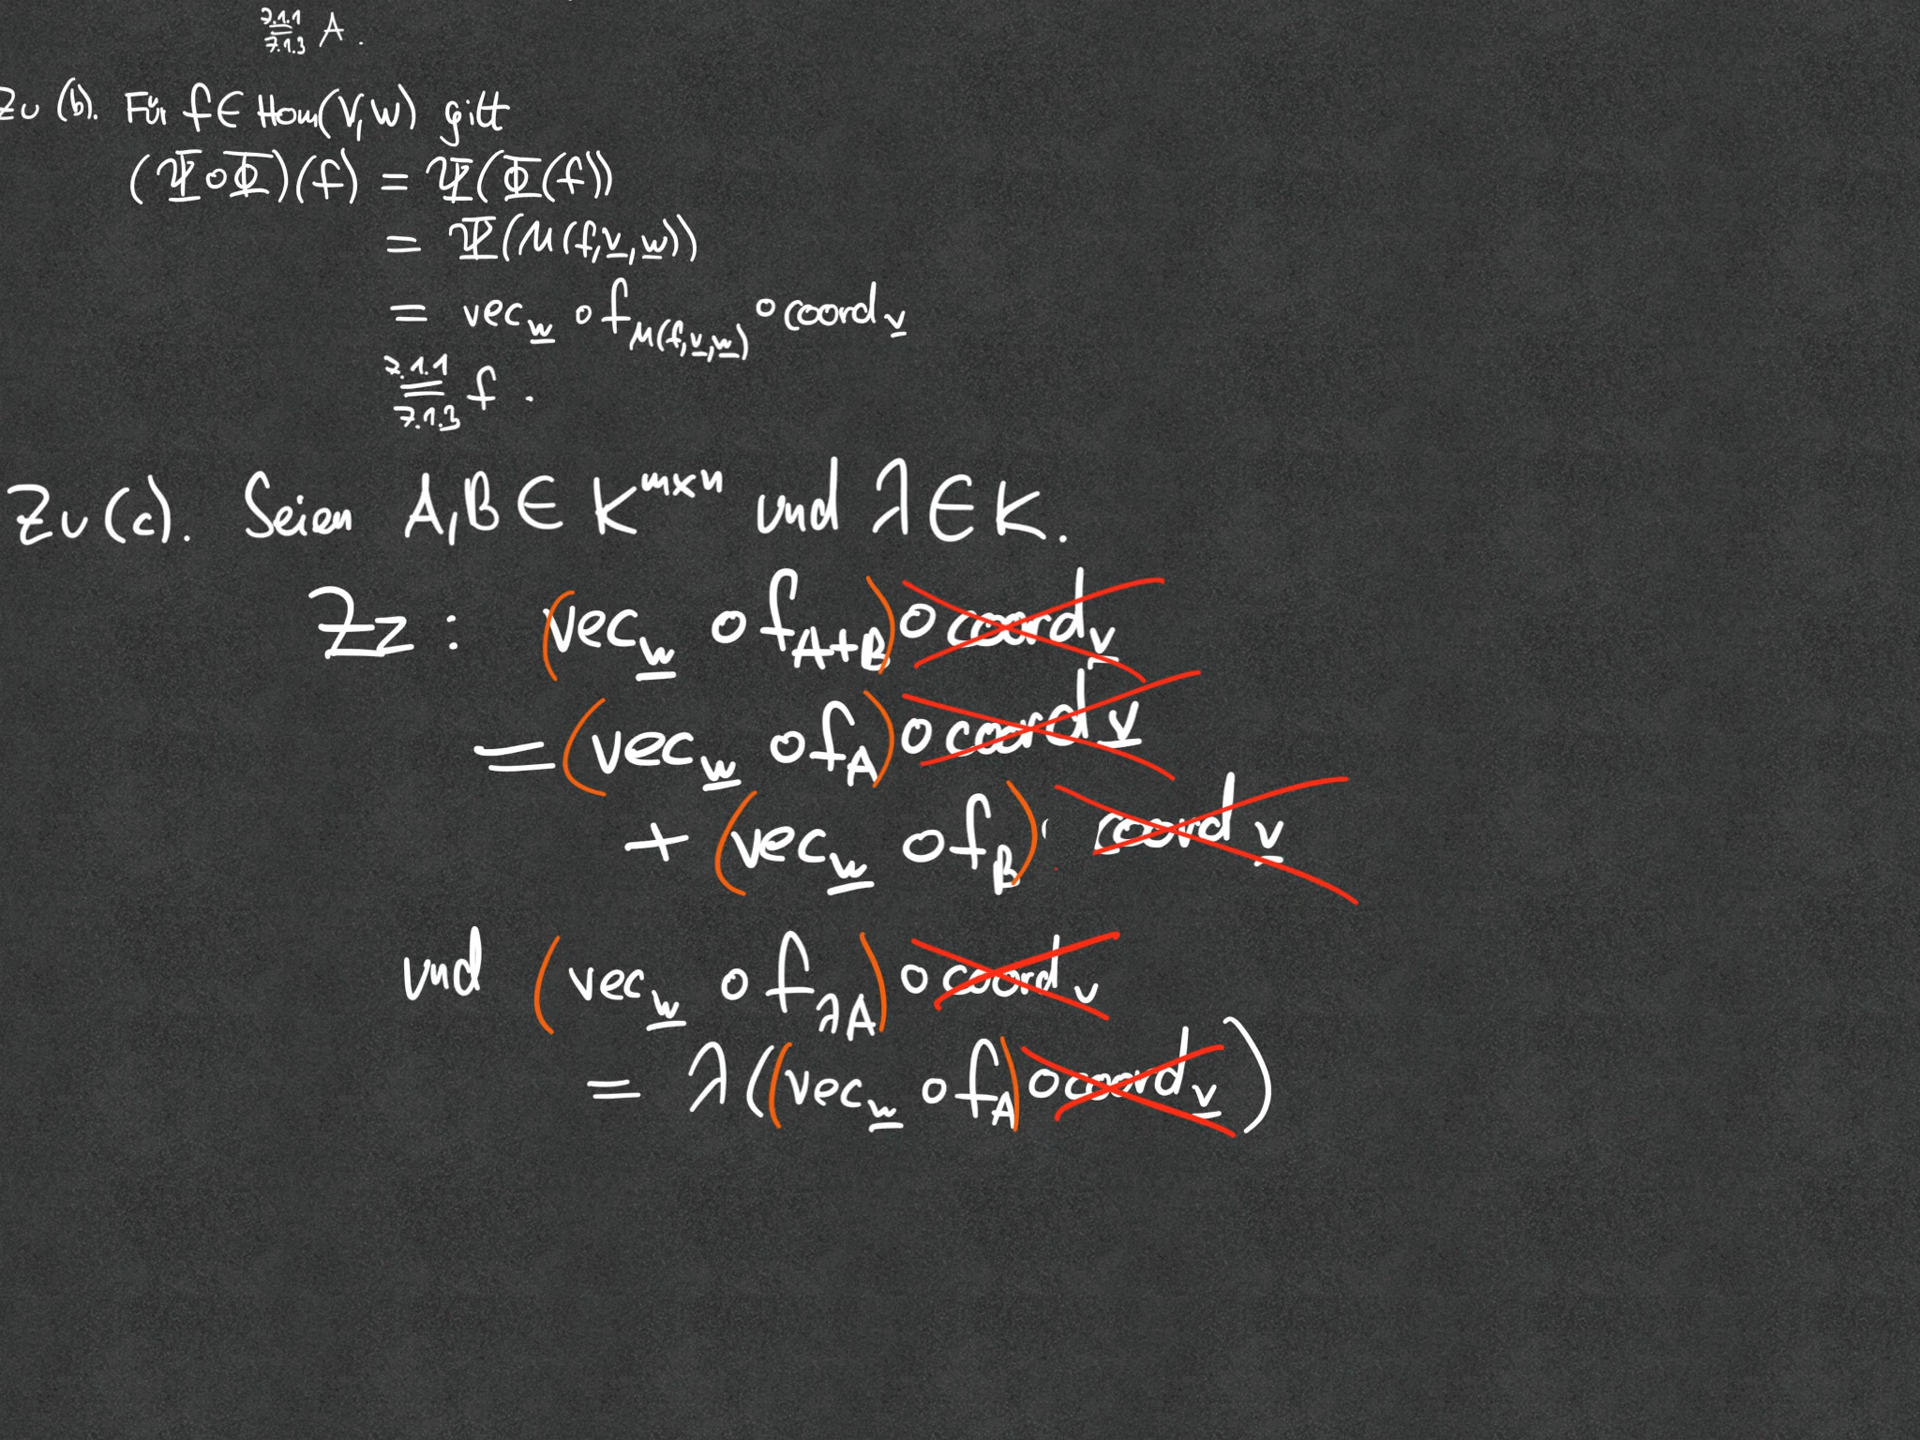 7.1.1
= A.
7.1.3
Zu (b). Für f ∈ Hom(V, W) gilt
(Ψ∘Φ)(f) = Ψ(Φ(f))
= Ψ(M(f, v, w))
= vec_w ∘ f_M(f,v,w) ∘ coord_v
7.1.1
= f.
7.1.3
Zu (c). Seien A, B ∈ K^m×n und λ ∈ K.
Zz: (vec_w ∘ f_A+B) ∘ coord_v
= (vec_w ∘ f_A) ∘ coord_v
+ (vec_w ∘ f_B) coord_v
und (vec_w ∘ f_λA) ∘ coord_v
= λ((vec_w ∘ f_A) ∘ coord_v)